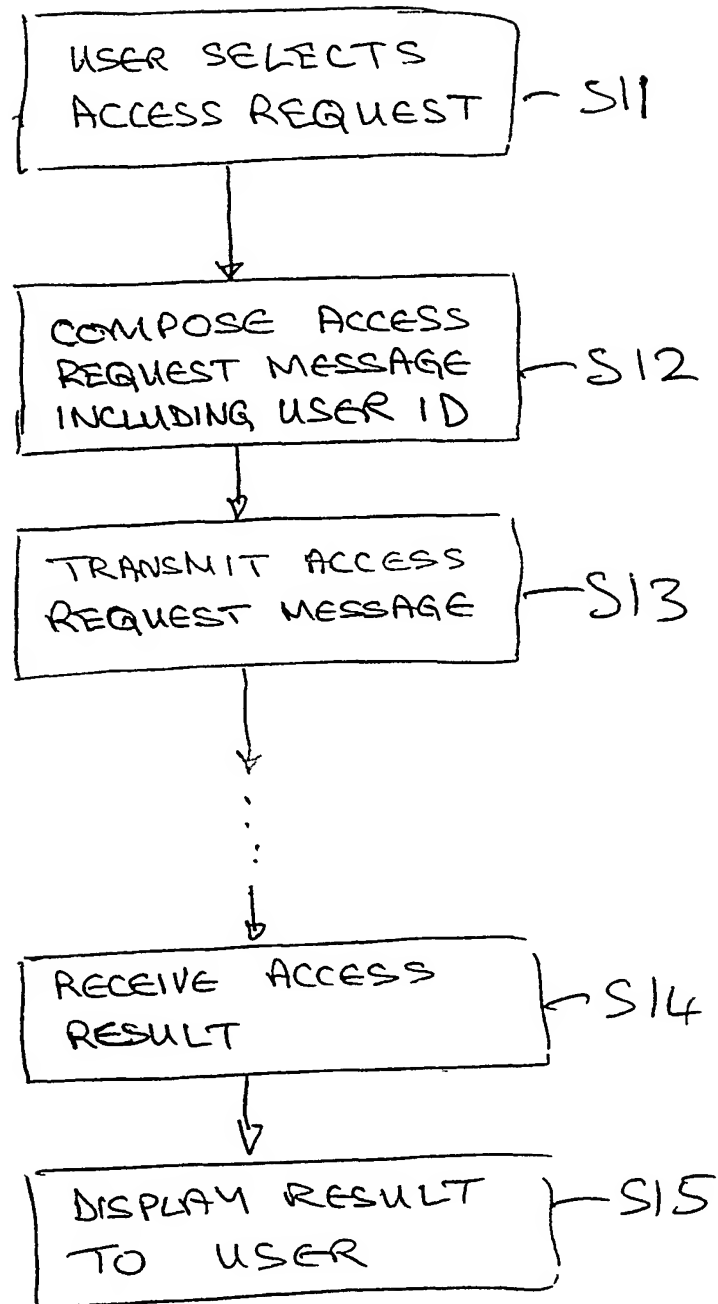 USER SELECTS
ACCESS REQUEST
S11
COMPOSE ACCESS
REQUEST MESSAGE
INCLUDING USER ID
S12
TRANSMIT ACCESS
REQUEST MESSAGE
S13
RECEIVE ACCESS
RESULT
S14
DISPLAY RESULT
TO USER
S15